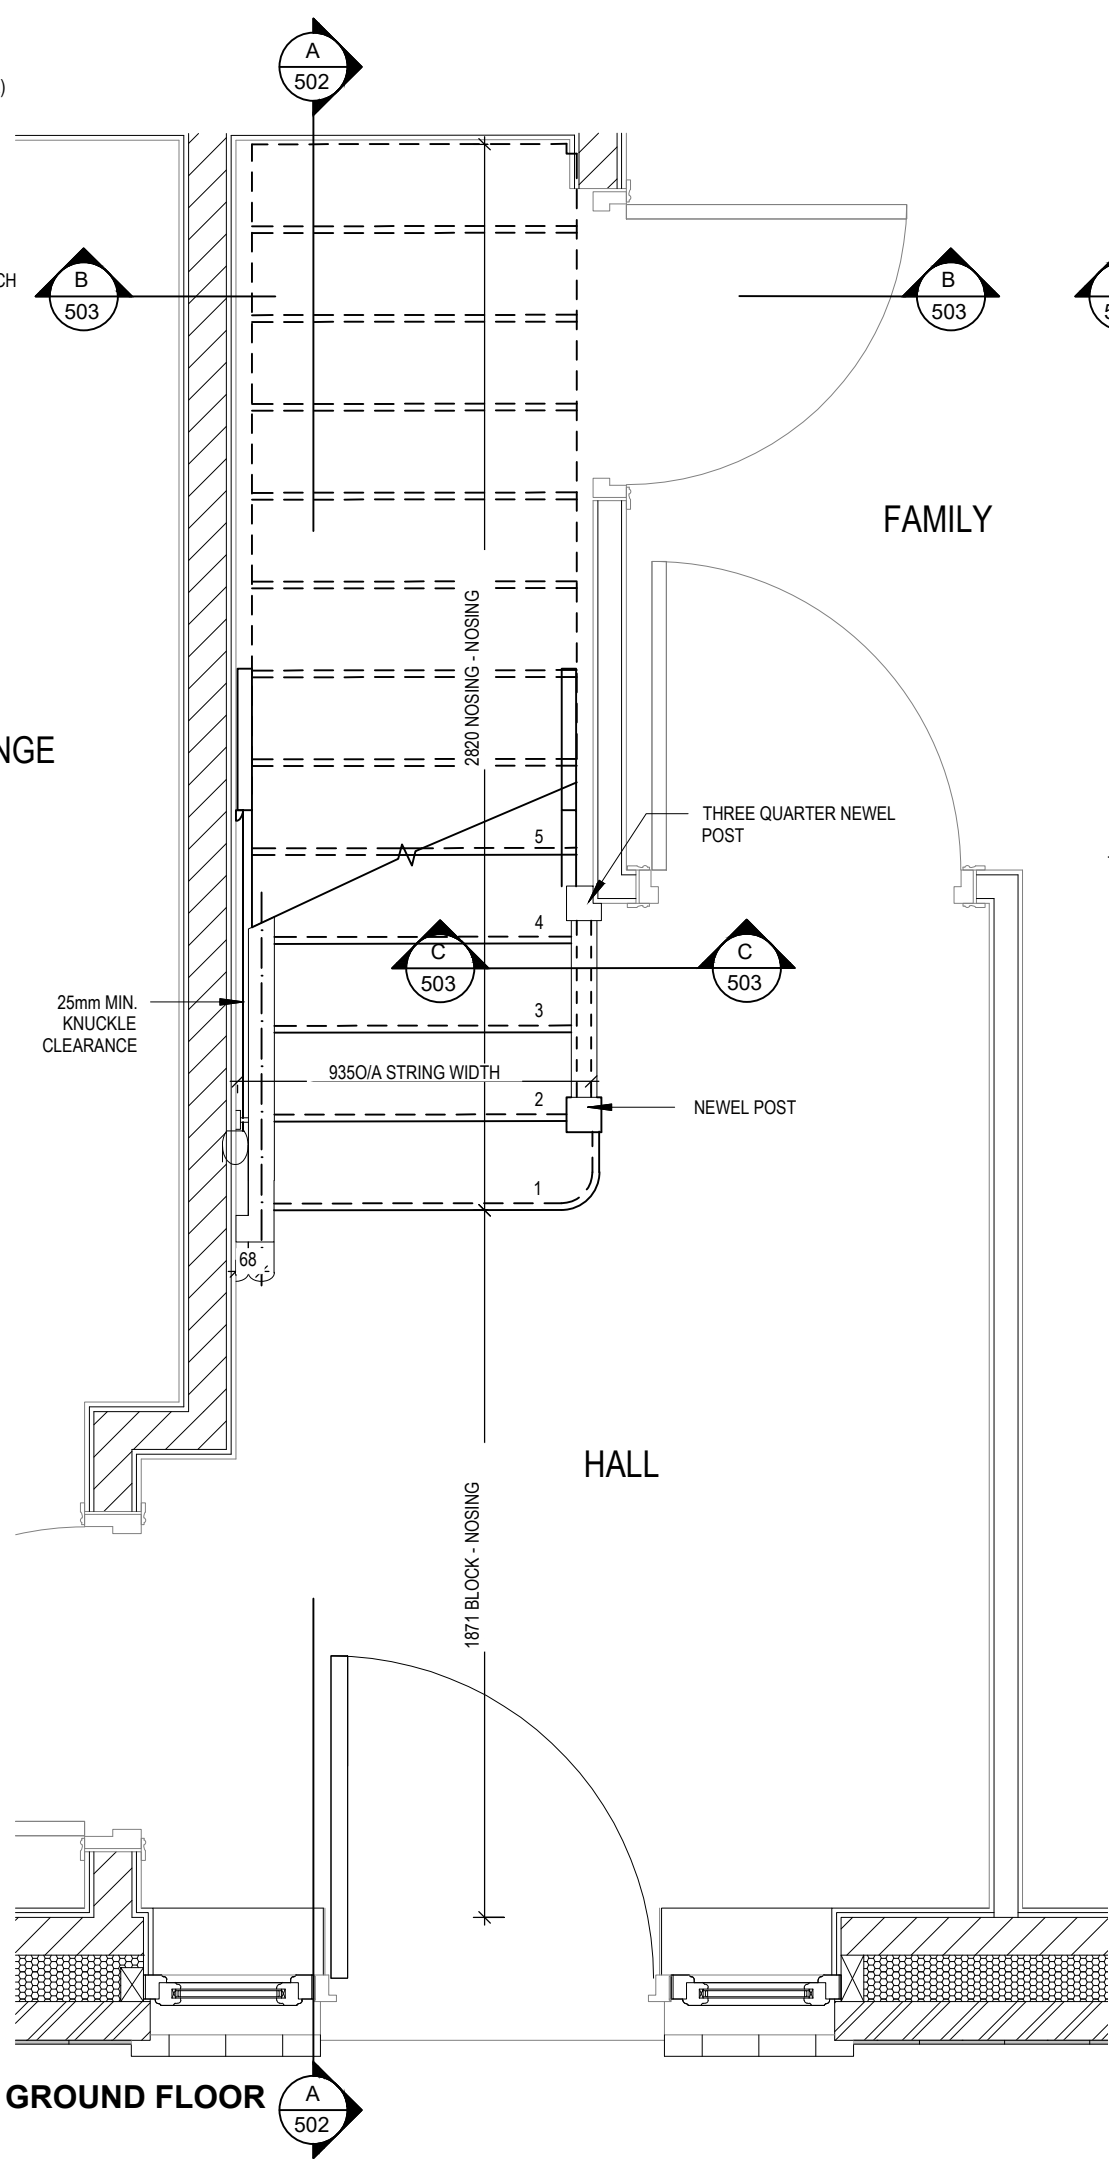 A
502
)
CH
B
503
B
503
5
FAMILY
2820 NOSING - NOSING
NGE
5
THREE QUARTER NEWEL
POST
4
C
503
C
503
25mm MIN.
KNUCKLE
CLEARANCE
3
935O/A STRING WIDTH
2
NEWEL POST
1
68
HALL
1871 BLOCK - NOSING
GROUND FLOOR
A
502